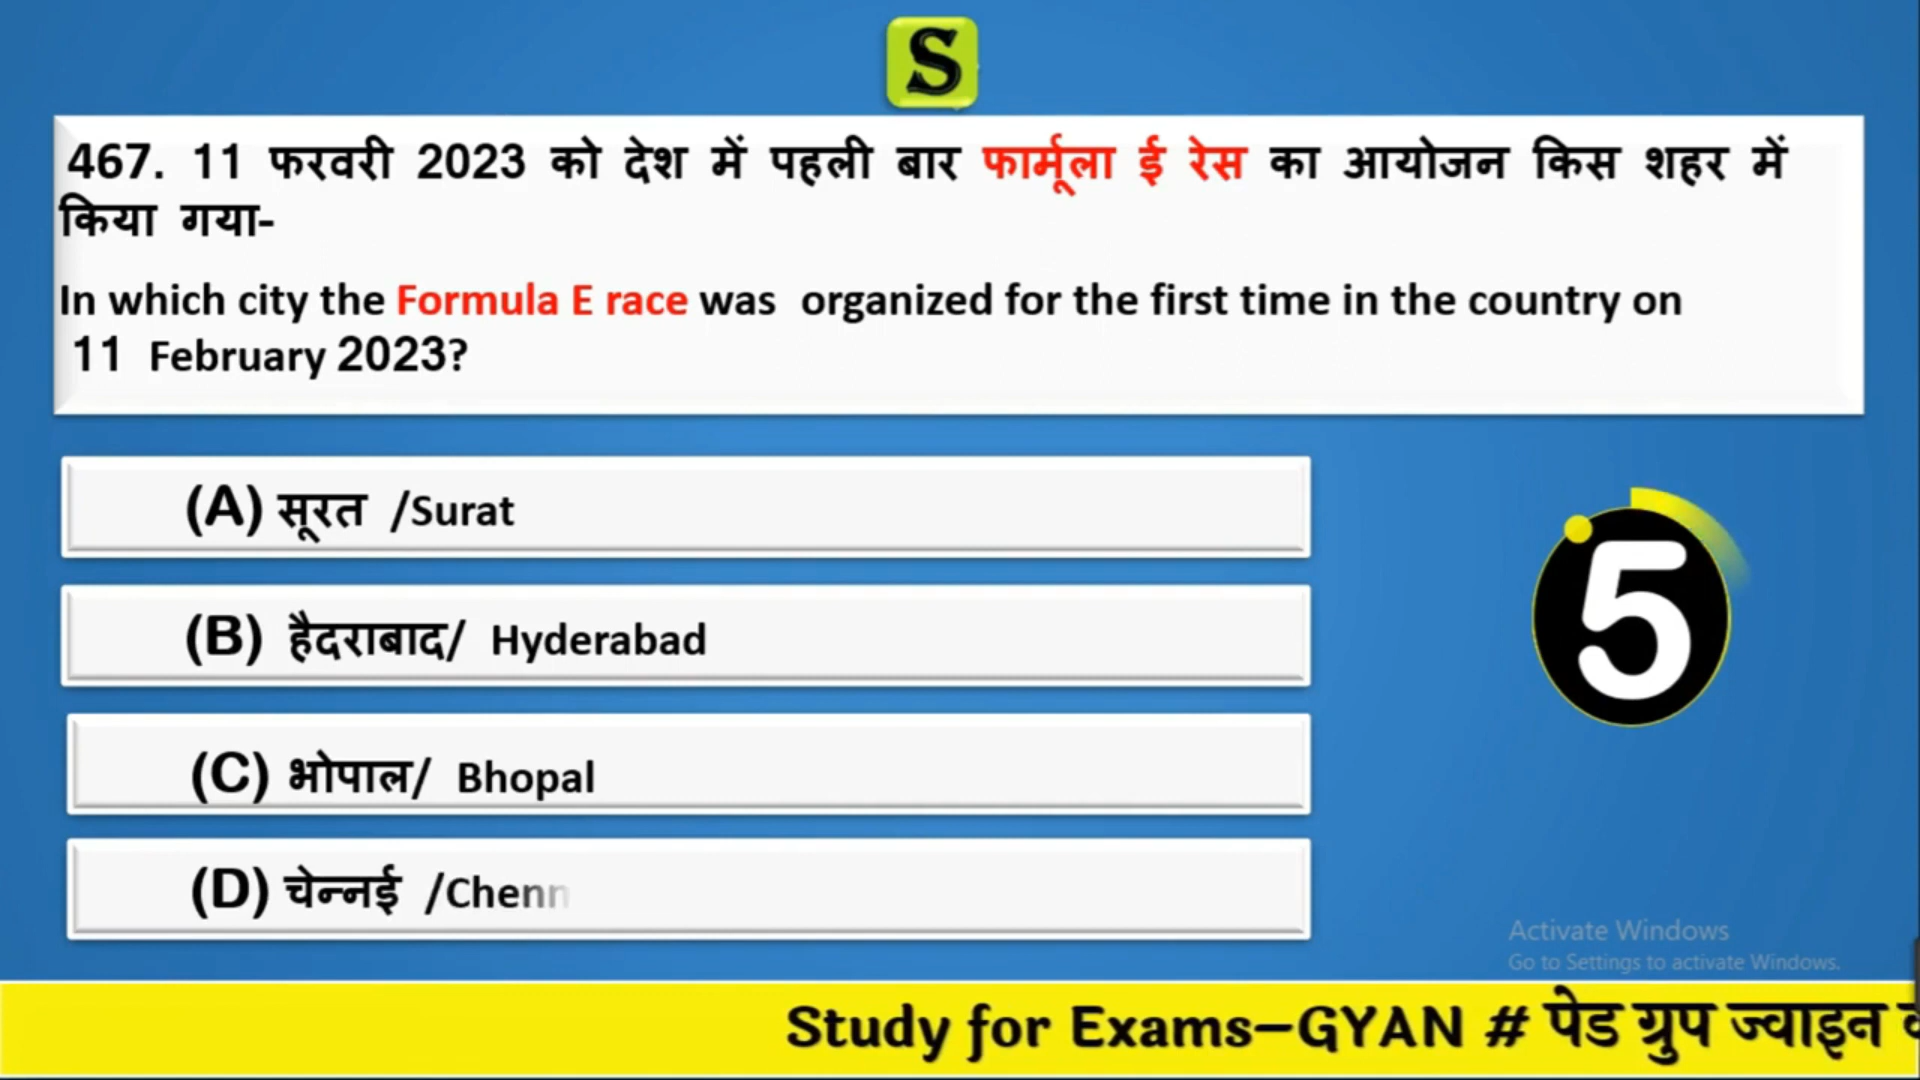 S
467. 11 फरवरी 2023 को देश में पहली बार फार्मूला ई रेस का आयोजन किस शहर में
किया गया-
In which city the Formula E race was organized for the first time in the country on
11 February 2023?
(A) सूरत /Surat
(B) हैदराबाद/ Hyderabad
(C) भोपाल/ Bhopal
(D) चेन्नई /Chenn
5
Activate Windows
Go to Settings to activate Windows.
Study for Exams–GYAN # पेड ग्रुप ज्वाइन